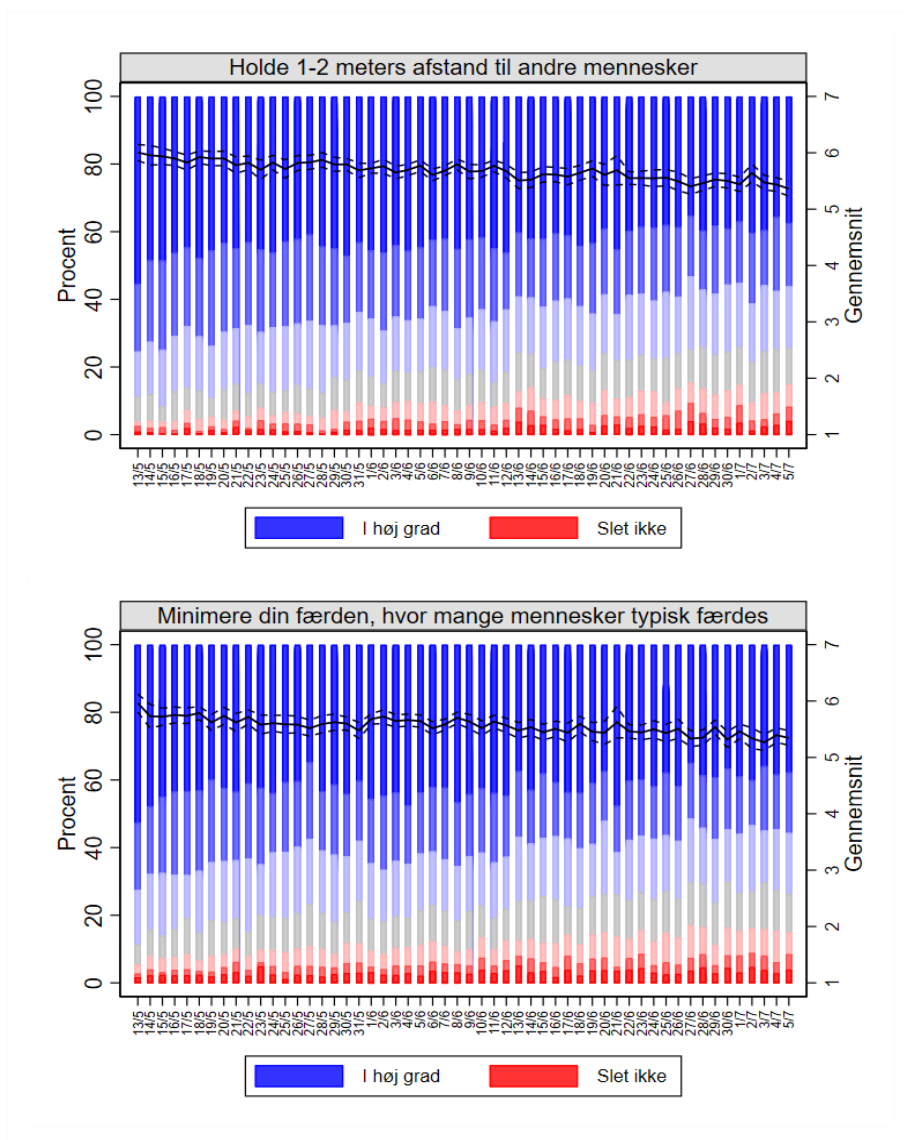 Holde 1-2 meters afstand til andre mennesker
Procent
100
80
60
40
20
0
7
6
5
4
3
2
1
Gennemsnit
13/5 14/5 15/5 16/5 17/5 18/5 19/5 20/5 21/5 22/5 23/5 24/5 25/5 26/5 27/5 28/5 29/5 30/5 31/5 1/6 2/6 3/6 4/6 5/6 6/6 7/6 8/6 9/6 10/6 11/6 12/6 13/6 14/6 15/6 16/6 17/6 18/6 19/6 20/6 21/6 22/6 23/6 24/6 25/6 26/6 27/6 28/6 29/6 30/6 1/7 2/7 3/7 4/7 5/7
I høj grad Slet ikke
Minimere din færden, hvor mange mennesker typisk færdes
Procent
100
80
60
40
20
0
7
6
5
4
3
2
1
Gennemsnit
13/5 14/5 15/5 16/5 17/5 18/5 19/5 20/5 21/5 22/5 23/5 24/5 25/5 26/5 27/5 28/5 29/5 30/5 31/5 1/6 2/6 3/6 4/6 5/6 6/6 7/6 8/6 9/6 10/6 11/6 12/6 13/6 14/6 15/6 16/6 17/6 18/6 19/6 20/6 21/6 22/6 23/6 24/6 25/6 26/6 27/6 28/6 29/6 30/6 1/7 2/7 3/7 4/7 5/7
I høj grad Slet ikke